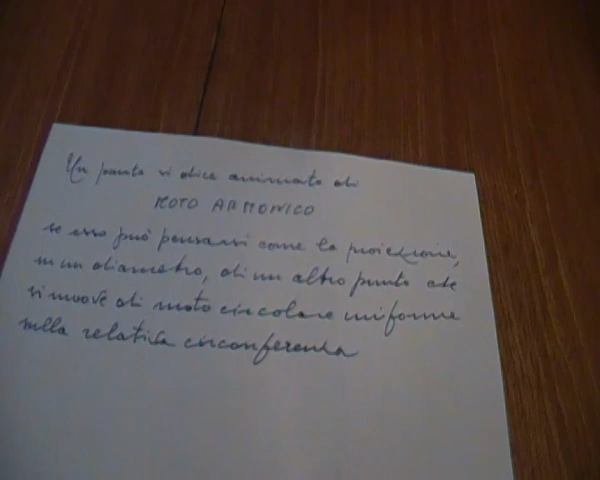 Un punto si dice animato di
MOTO ARMONICO
se esso può pensarsi come la proiezione,
su un diametro, di un altro punto che
si muove di moto circolare uniforme
sulla relativa circonferenza